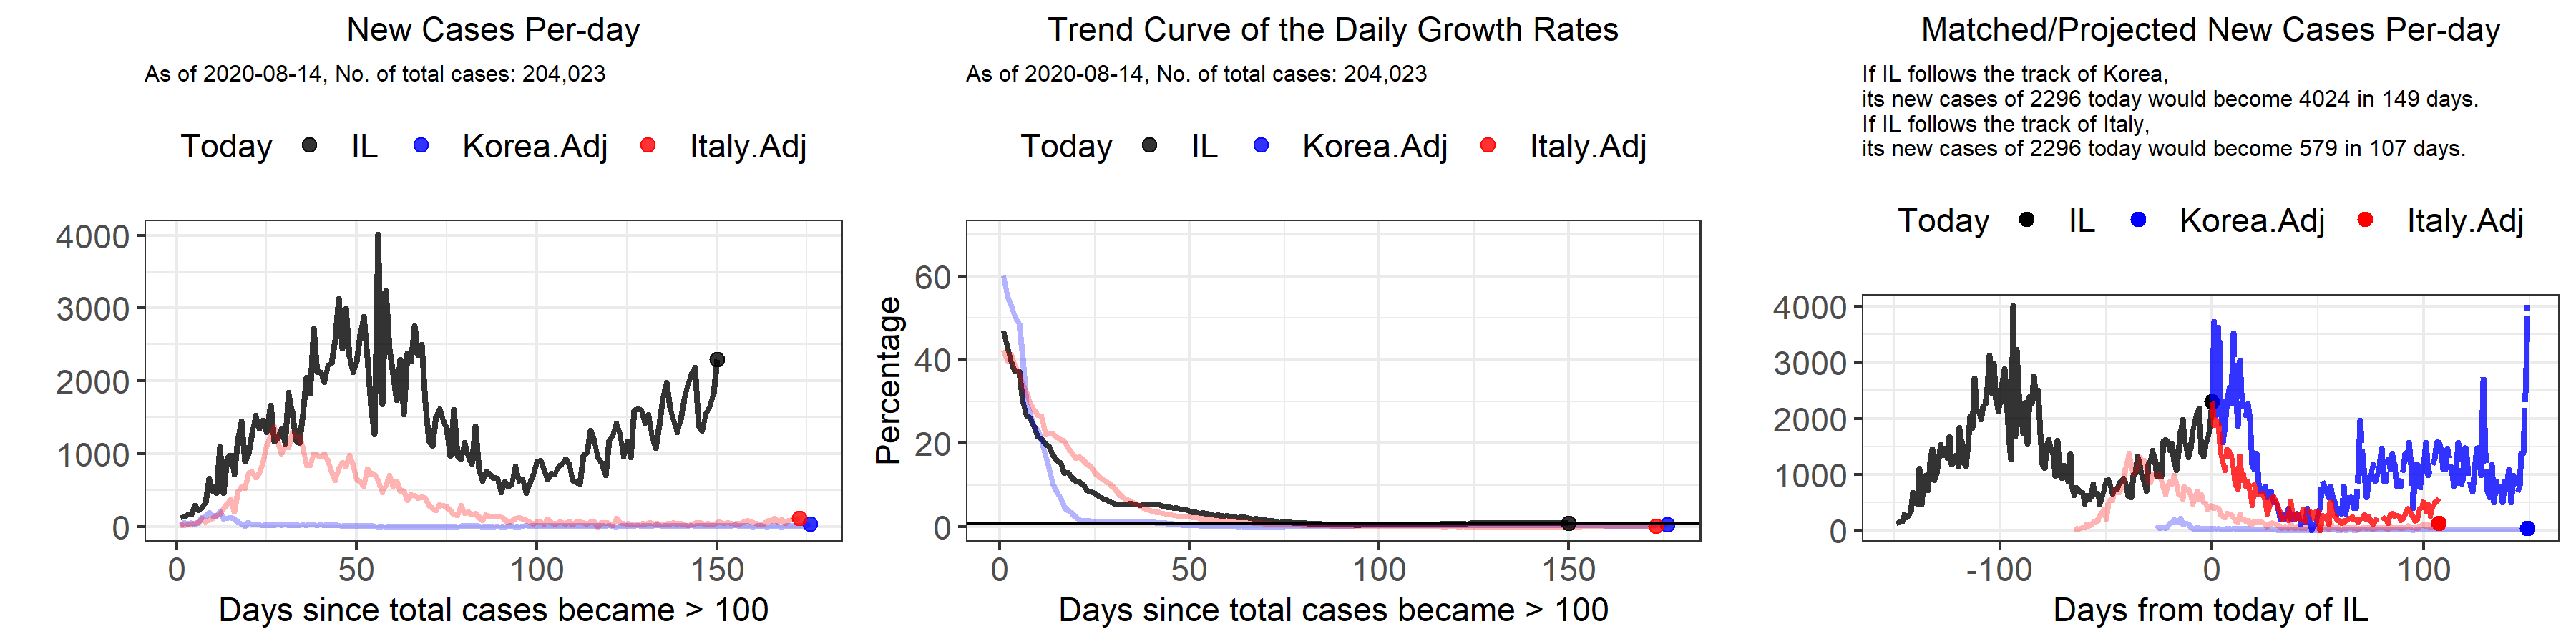 New Cases Per-day
As of 2020-08-14, No. of total cases: 204,023
Today IL Korea.Adj Italy.Adj
4000
3000
2000
1000
0
0 50 100 150
Days since total cases became > 100
Trend Curve of the Daily Growth Rates
As of 2020-08-14, No. of total cases: 204,023
Today IL Korea.Adj Italy.Adj
Percentage
60
40
20
0
0 50 100 150
Days since total cases became > 100
Matched/Projected New Cases Per-day
If IL follows the track of Korea,
its new cases of 2296 today would become 4024 in 149 days.
If IL follows the track of Italy,
its new cases of 2296 today would become 579 in 107 days.
Today IL Korea.Adj Italy.Adj
4000
3000
2000
1000
0
-100 0 100
Days from today of IL